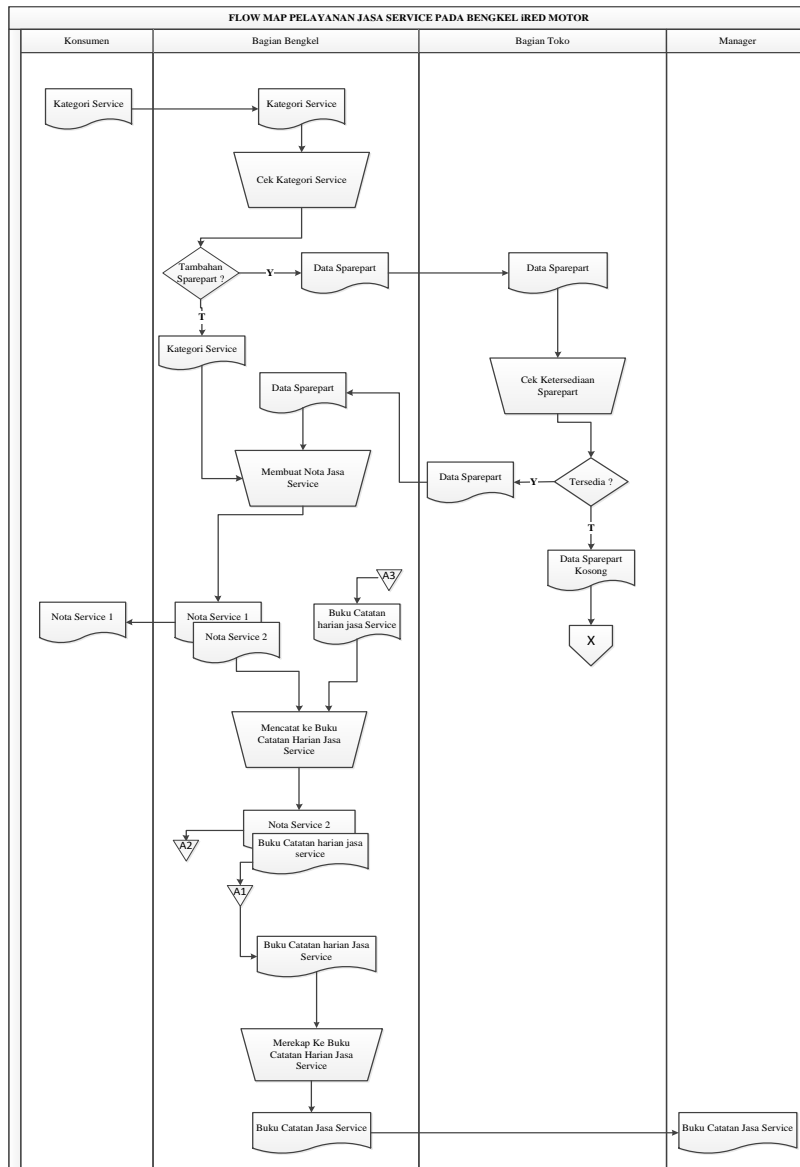 FLOW MAP PELAYANAN JASA SERVICE PADA BENGKEL iRED MOTOR
Konsumen
Bagian Bengkel
Bagian Toko
Manager
Kategori Service
Kategori Service
Cek Kategori Service
Tambahan
Sparepart ?
Y
Data Sparepart
Data Sparepart
T
Kategori Service
Cek Ketersediaan
Sparepart
Data Sparepart
Membuat Nota Jasa
Service
Data Sparepart
Y
Tersedia ?
T
Data Sparepart
Kosong
X
A3
Nota Service 1
Nota Service 1
Nota Service 2
Buku Catatan
harian jasa Service
Mencatat ke Buku
Catatan Harian Jasa
Service
Nota Service 2
Buku Catatan harian jasa
service
A2
A1
Buku Catatan harian Jasa
Service
Merekap Ke Buku
Catatan Harian Jasa
Service
Buku Catatan Jasa Service
Buku Catatan Jasa Service